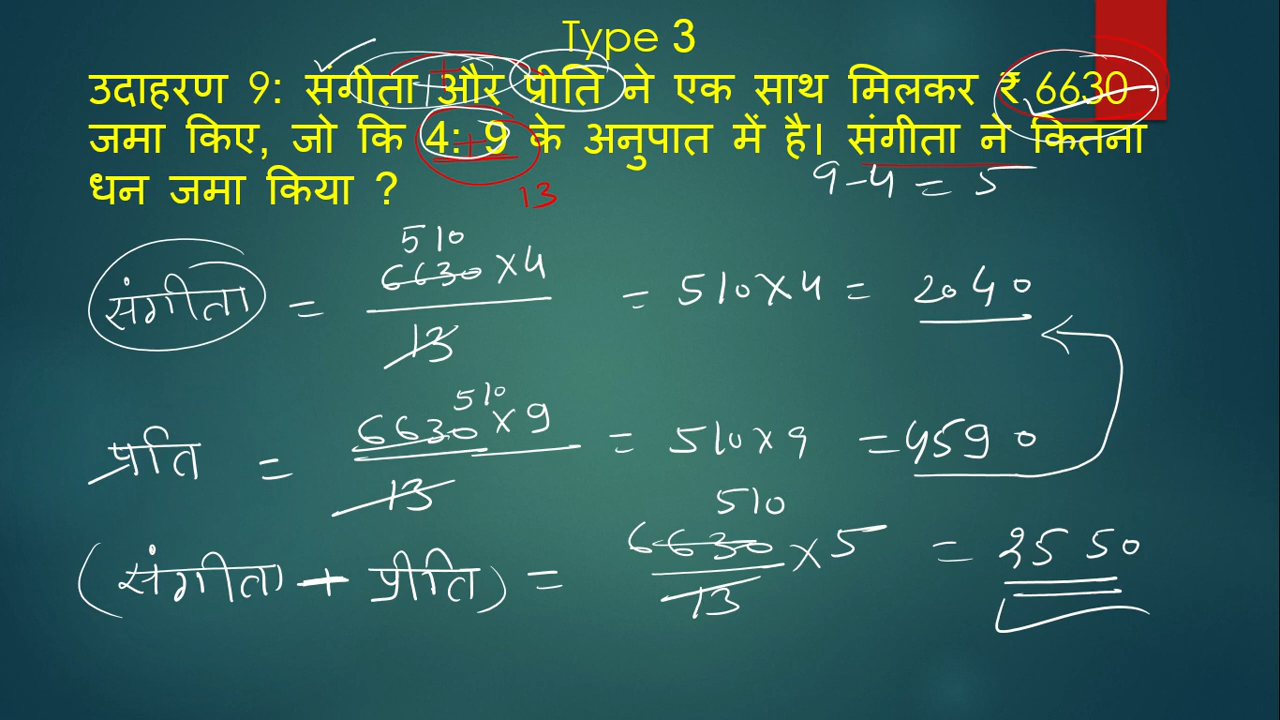 Type 3
उदाहरण 9: संगीता और प्रीति ने एक साथ मिलकर ₹ 6630
जमा किए, जो कि 4: 9 के अनुपात में है। संगीता ने कितना
धन जमा किया ?
13
9-4 = 5
510
संगीता = 6630 × 4 = 510×4 = 2040
13
510
प्रति = 6630 × 9 = 510×9 = 4590
13
510
(संगीता + प्रीति) = 6630 × 5 = 2550
13